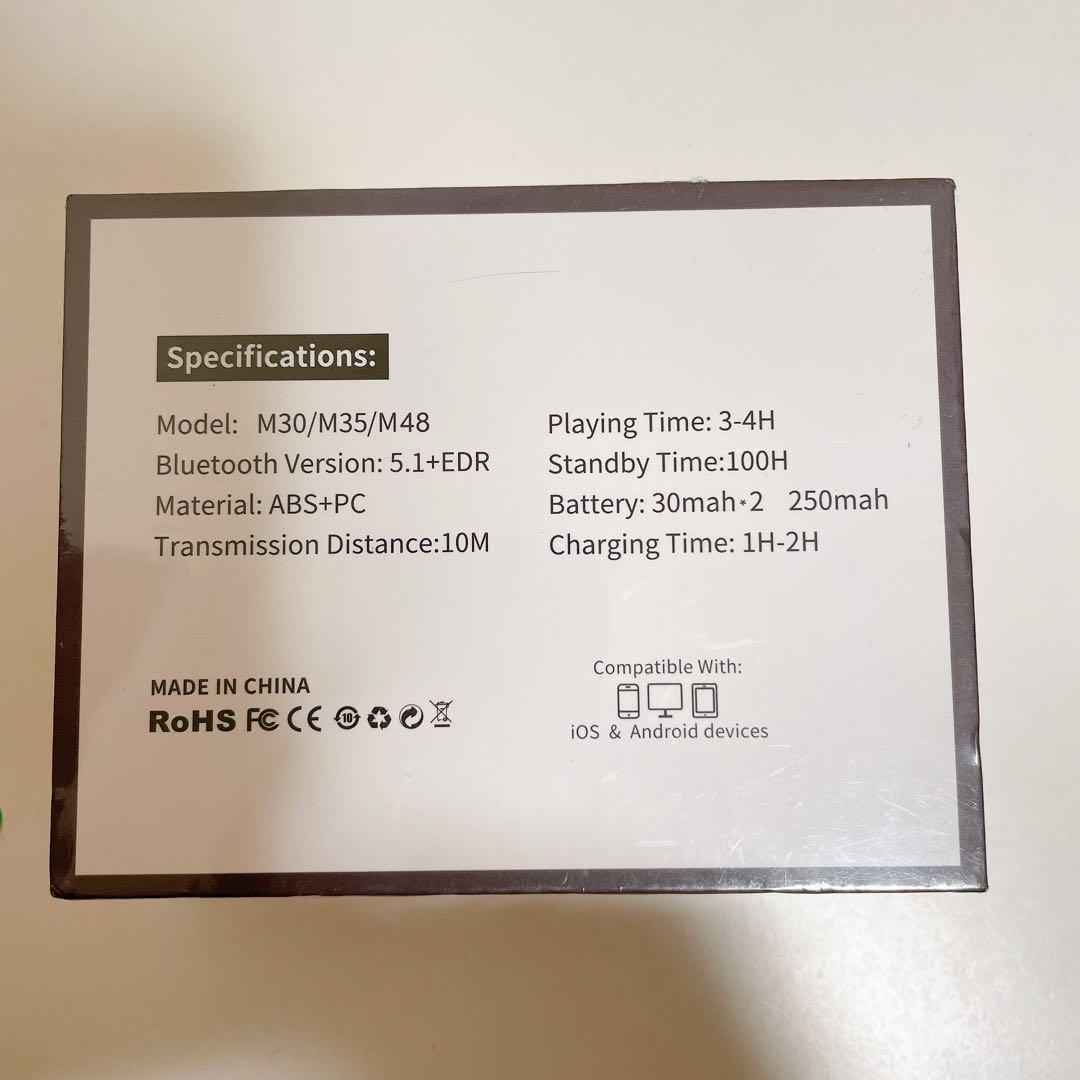 Specifications:
Model: M30/M35/M48
Bluetooth Version: 5.1+EDR
Material: ABS+PC
Transmission Distance:10M
Playing Time: 3-4H
Standby Time:100H
Battery: 30mah*2 250mah
Charging Time: 1H-2H
MADE IN CHINA
RoHS FC CE 10
Compatible With:
iOS & Android devices